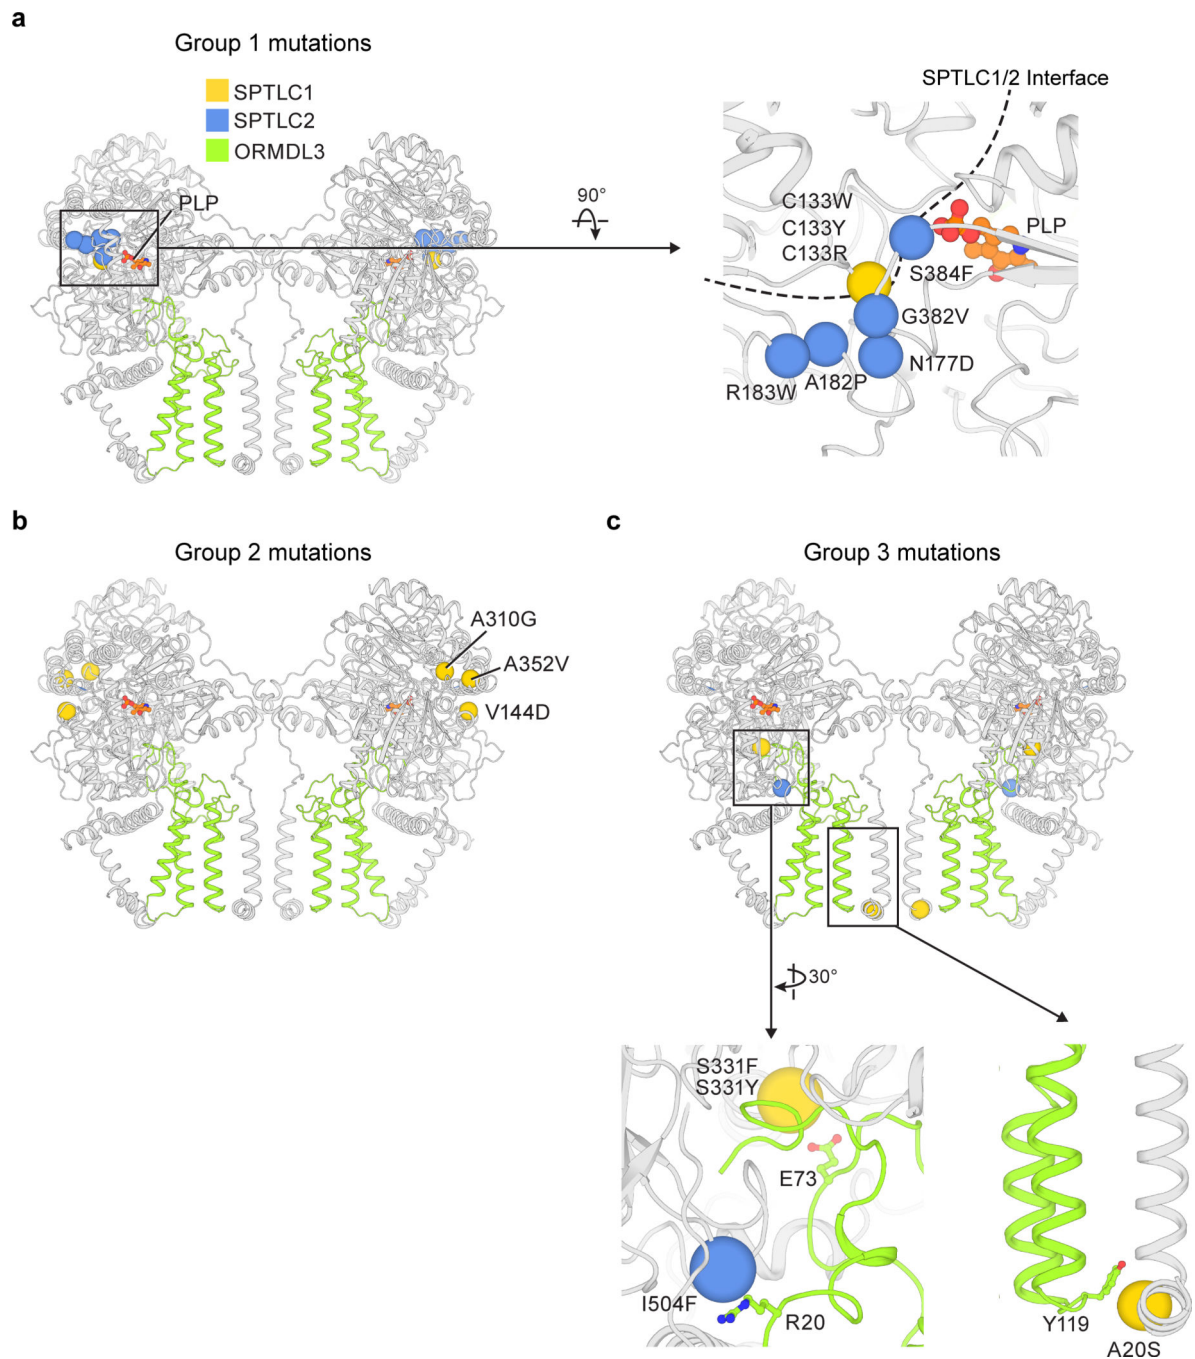 a
Group 1 mutations
SPTLC1
SPTLC2
ORMDL3
PLP
90°
SPTLC1/2 Interface
C133W
C133Y
C133R
PLP
S384F
G382V
N177D
A182P
R183W
b
Group 2 mutations
A310G
A352V
V144D
c
Group 3 mutations
30°
S331F
S331Y
E73
I504F
R20
Y119
A20S